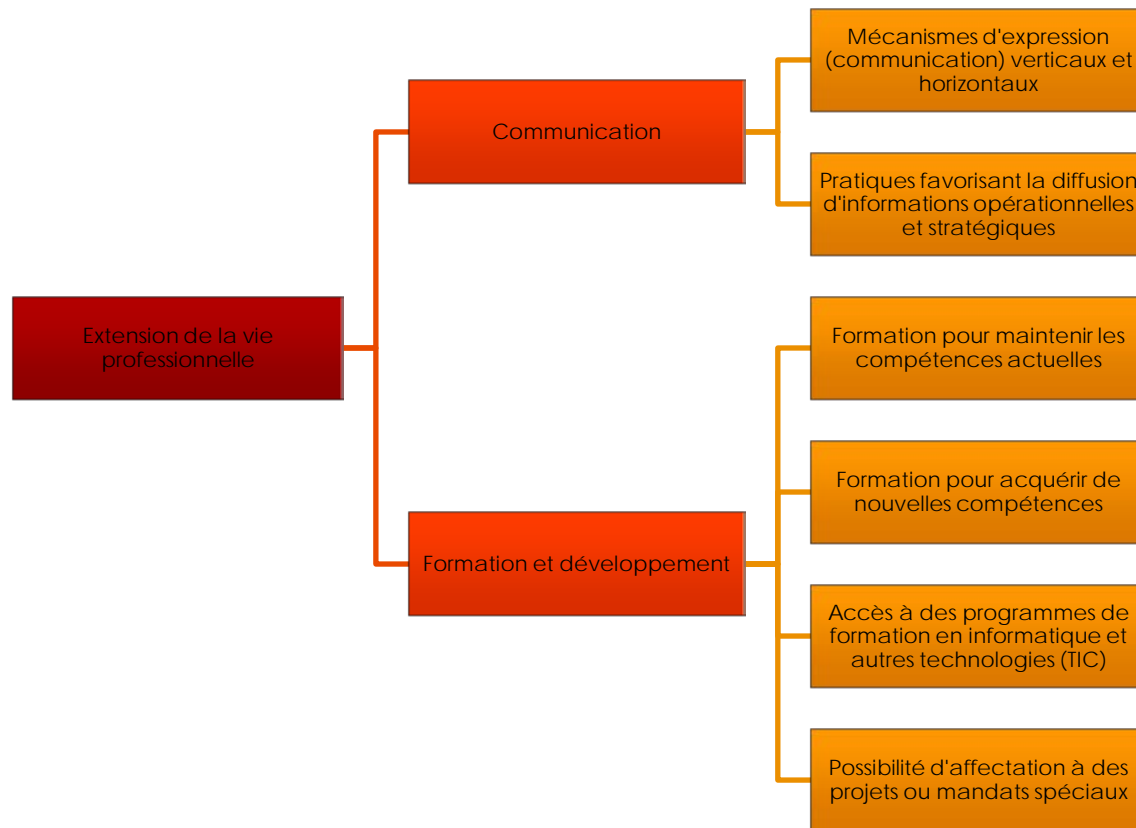 Extension de la vie
professionnelle
Communication
Mécanismes d'expression
(communication) verticaux et
horizontaux
Pratiques favorisant la diffusion
d'informations opérationnelles
et stratégiques
Formation et développement
Formation pour maintenir les
compétences actuelles
Formation pour acquérir de
nouvelles compétences
Accès à des programmes de
formation en informatique et
autres technologies (TIC)
Possibilité d'affectation à des
projets ou mandats spéciaux